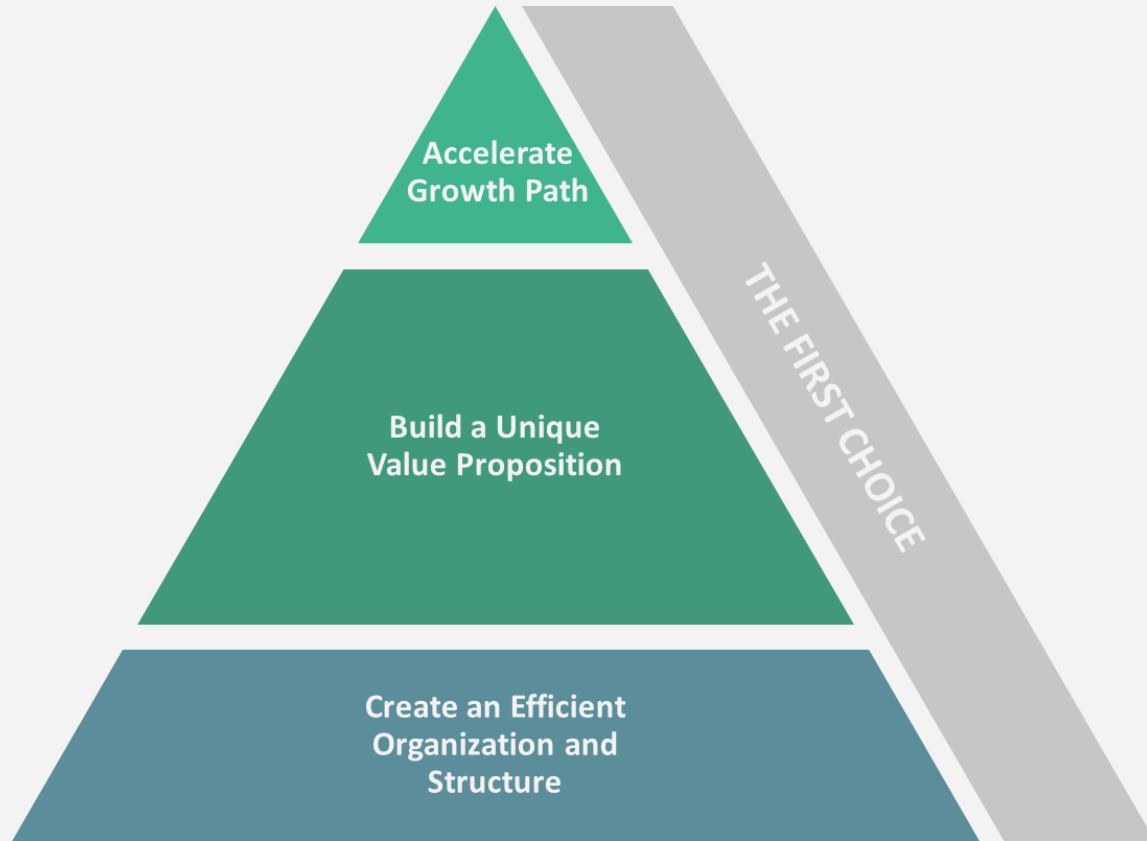 Accelerate
Growth Path
THE FIRST CHOICE
Build a Unique
Value Proposition
Create an Efficient
Organization and
Structure